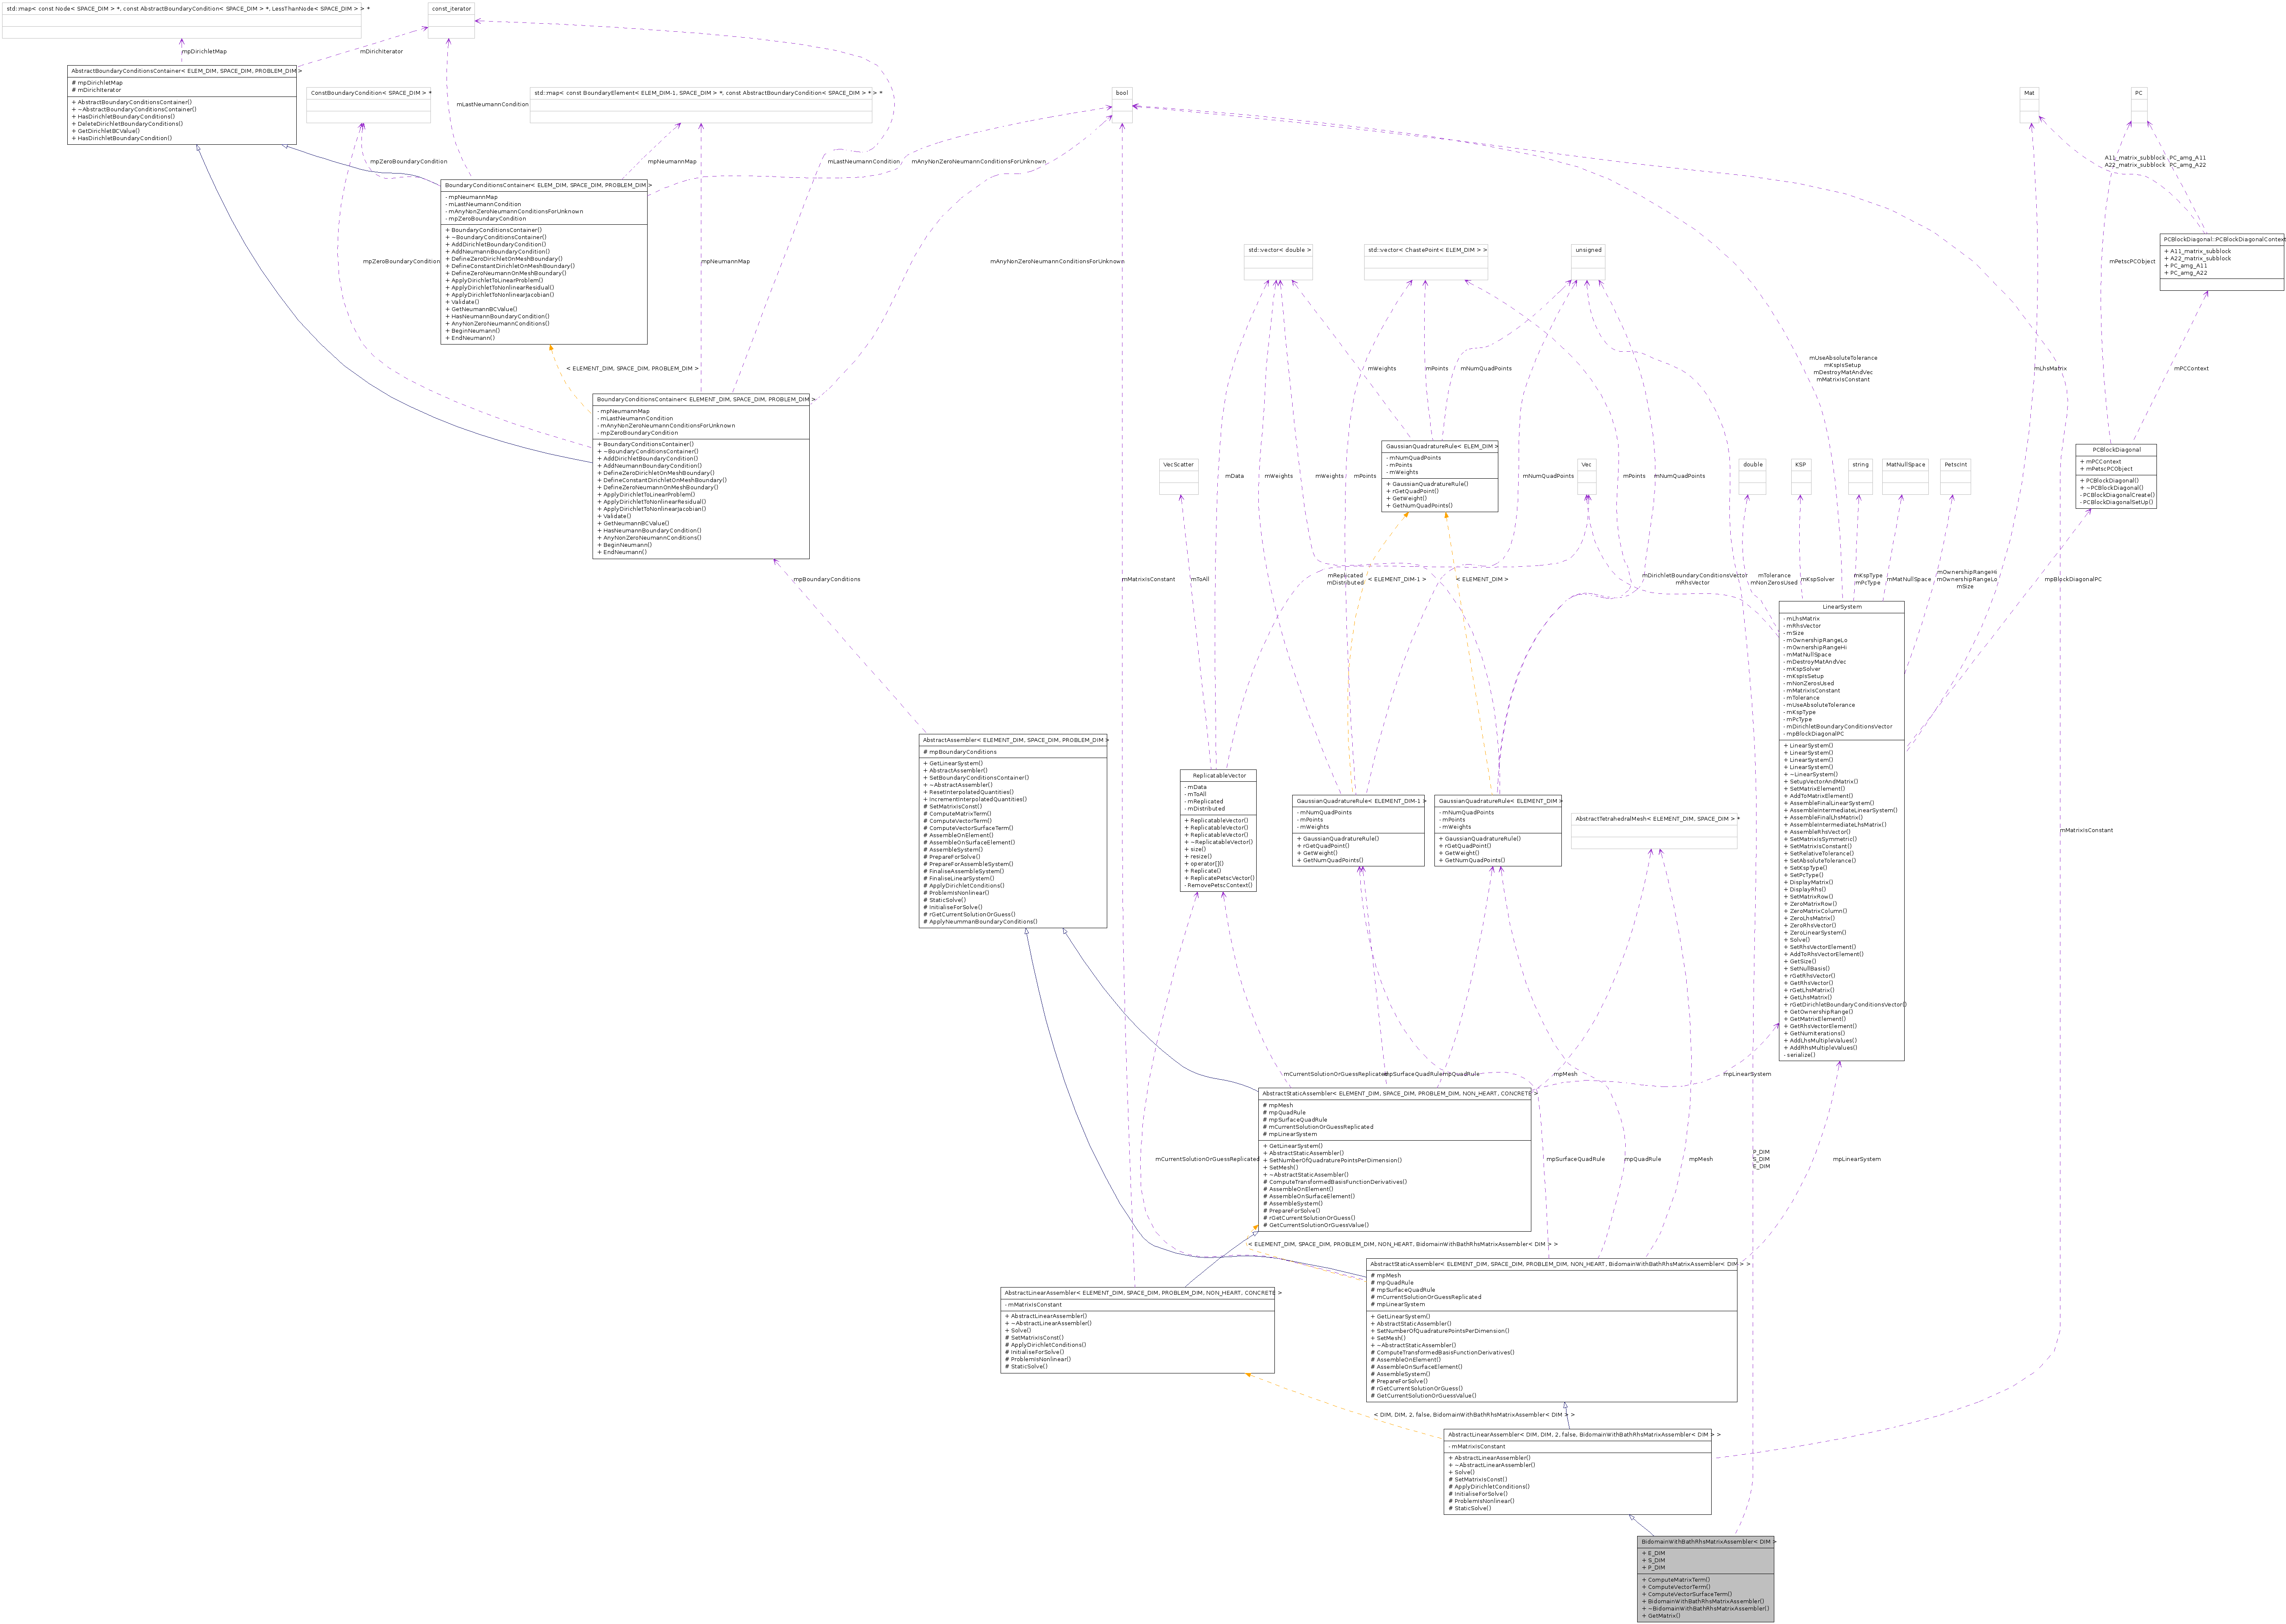 std::map< const Node< SPACE_DIM > *, const AbstractBoundaryCondition< SPACE_DIM > *, LessThanNode< SPACE_DIM > > *
const_iterator
mpDirichletMap
mDirichIterator
AbstractBoundaryConditionsContainer< ELEM_DIM, SPACE_DIM, PROBLEM_DIM >
# mpDirichletMap
# mDirichIterator
+ AbstractBoundaryConditionsContainer()
+ ~AbstractBoundaryConditionsContainer()
+ HasDirichletBoundaryConditions()
+ DeleteDirichletBoundaryConditions()
+ GetDirichletBCValue()
+ HasDirichletBoundaryCondition()
ConstBoundaryCondition< SPACE_DIM > *
mLastNeumannCondition
std::map< const BoundaryElement< ELEM_DIM-1, SPACE_DIM > *, const AbstractBoundaryCondition< SPACE_DIM > * > *
bool
Mat
PC
mpZeroBoundaryCondition
mpNeumannMap
mLastNeumannCondition
mAnyNonZeroNeumannConditionsForUnknown
A11_matrix_subblock
A22_matrix_subblock
PC_amg_A11
PC_amg_A22
BoundaryConditionsContainer< ELEM_DIM, SPACE_DIM, PROBLEM_DIM >
- mpNeumannMap
- mLastNeumannCondition
- mAnyNonZeroNeumannConditionsForUnknown
- mpZeroBoundaryCondition
+ BoundaryConditionsContainer()
+ ~BoundaryConditionsContainer()
+ AddDirichletBoundaryCondition()
+ AddNeumannBoundaryCondition()
+ DefineZeroDirichletOnMeshBoundary()
+ DefineConstantDirichletOnMeshBoundary()
+ DefineZeroNeumannOnMeshBoundary()
+ ApplyDirichletToLinearProblem()
+ ApplyDirichletToNonlinearResidual()
+ ApplyDirichletToNonlinearJacobian()
+ Validate()
+ GetNeumannBCValue()
+ HasNeumannBoundaryCondition()
+ AnyNonZeroNeumannConditions()
+ BeginNeumann()
+ EndNeumann()
mpZeroBoundaryCondition
mpNeumannMap
mAnyNonZeroNeumannConditionsForUnknown
std::vector< double >
std::vector< ChastePoint< ELEM_DIM > >
unsigned
mPetscPCObject
PCBlockDiagonal::PCBlockDiagonalContext
+ A11_matrix_subblock
+ A22_matrix_subblock
+ PC_amg_A11
+ PC_amg_A22
< ELEMENT_DIM, SPACE_DIM, PROBLEM_DIM >
mWeights
mPoints
mNumQuadPoints
mUseAbsoluteTolerance
mKspIsSetup
mDestroyMatAndVec
mMatrixIsConstant
mLhsMatrix
mPCContext
BoundaryConditionsContainer< ELEMENT_DIM, SPACE_DIM, PROBLEM_DIM >
- mpNeumannMap
- mLastNeumannCondition
- mAnyNonZeroNeumannConditionsForUnknown
- mpZeroBoundaryCondition
+ BoundaryConditionsContainer()
+ ~BoundaryConditionsContainer()
+ AddDirichletBoundaryCondition()
+ AddNeumannBoundaryCondition()
+ DefineZeroDirichletOnMeshBoundary()
+ DefineConstantDirichletOnMeshBoundary()
+ DefineZeroNeumannOnMeshBoundary()
+ ApplyDirichletToLinearProblem()
+ ApplyDirichletToNonlinearResidual()
+ ApplyDirichletToNonlinearJacobian()
+ Validate()
+ GetNeumannBCValue()
+ HasNeumannBoundaryCondition()
+ AnyNonZeroNeumannConditions()
+ BeginNeumann()
+ EndNeumann()
GaussianQuadratureRule< ELEM_DIM >
- mNumQuadPoints
- mPoints
- mWeights
+ GaussianQuadratureRule()
+ rGetQuadPoint()
+ GetWeight()
+ GetNumQuadPoints()
PCBlockDiagonal
+ mPCContext
+ mPetscPCObject
+ PCBlockDiagonal()
+ ~PCBlockDiagonal()
- PCBlockDiagonalCreate()
- PCBlockDiagonalSetUp()
VecScatter
mData
mWeights
mWeights
mPoints
mNumQuadPoints
Vec
mPoints
mNumQuadPoints
double
KSP
string
MatNullSpace
PetscInt
mpBoundaryConditions
mMatrixIsConstant
mToAll
mReplicated
mDistributed
< ELEMENT_DIM-1 >
< ELEMENT_DIM >
mDirichletBoundaryConditionsVector
mRhsVector
mTolerance
mNonZerosUsed
mKspSolver
mKspType
mPcType
mMatNullSpace
mOwnershipRangeHi
mOwnershipRangeLo
mSize
mpBlockDiagonalPC
LinearSystem
- mLhsMatrix
- mRhsVector
- mSize
- mOwnershipRangeLo
- mOwnershipRangeHi
- mMatNullSpace
- mDestroyMatAndVec
- mKspSolver
- mKspIsSetup
- mNonZerosUsed
- mMatrixIsConstant
- mTolerance
- mUseAbsoluteTolerance
- mKspType
- mPcType
- mDirichletBoundaryConditionsVector
- mpBlockDiagonalPC
+ LinearSystem()
+ LinearSystem()
+ LinearSystem()
+ LinearSystem()
+ ~LinearSystem()
+ SetupVectorAndMatrix()
+ SetMatrixElement()
+ AddToMatrixElement()
+ AssembleFinalLinearSystem()
+ AssembleIntermediateLinearSystem()
+ AssembleFinalLhsMatrix()
+ AssembleIntermediateLhsMatrix()
+ AssembleRhsVector()
+ SetMatrixIsSymmetric()
+ SetMatrixIsConstant()
+ SetRelativeTolerance()
+ SetAbsoluteTolerance()
+ SetKspType()
+ SetPcType()
+ DisplayMatrix()
+ DisplayRhs()
+ SetMatrixRow()
+ ZeroMatrixRow()
+ ZeroMatrixColumn()
+ ZeroLhsMatrix()
+ ZeroRhsVector()
+ ZeroLinearSystem()
+ Solve()
+ SetRhsVectorElement()
+ AddToRhsVectorElement()
+ GetSize()
+ SetNullBasis()
+ rGetRhsVector()
+ GetRhsVector()
+ rGetLhsMatrix()
+ GetLhsMatrix()
+ rGetDirichletBoundaryConditionsVector()
+ GetOwnershipRange()
+ GetMatrixElement()
+ GetRhsVectorElement()
+ GetNumIterations()
+ AddLhsMultipleValues()
+ AddRhsMultipleValues()
- serialize()
AbstractAssembler< ELEMENT_DIM, SPACE_DIM, PROBLEM_DIM >
# mpBoundaryConditions
+ GetLinearSystem()
+ AbstractAssembler()
+ SetBoundaryConditionsContainer()
+ ~AbstractAssembler()
+ ResetInterpolatedQuantities()
+ IncrementInterpolatedQuantities()
# SetMatrixIsConst()
# ComputeMatrixTerm()
# ComputeVectorTerm()
# ComputeVectorSurfaceTerm()
# AssembleOnElement()
# AssembleOnSurfaceElement()
# AssembleSystem()
# PrepareForSolve()
# PrepareForAssembleSystem()
# FinaliseAssembleSystem()
# FinaliseLinearSystem()
# ApplyDirichletConditions()
# ProblemIsNonlinear()
# StaticSolve()
# InitialiseForSolve()
# rGetCurrentSolutionOrGuess()
# ApplyNeummanBoundaryConditions()
ReplicatableVector
- mData
- mToAll
- mReplicated
- mDistributed
+ ReplicatableVector()
+ ReplicatableVector()
+ ReplicatableVector()
+ ~ReplicatableVector()
+ size()
+ resize()
+ operator[]()
+ Replicate()
+ ReplicatePetscVector()
- RemovePetscContext()
GaussianQuadratureRule< ELEMENT_DIM-1 >
- mNumQuadPoints
- mPoints
- mWeights
+ GaussianQuadratureRule()
+ rGetQuadPoint()
+ GetWeight()
+ GetNumQuadPoints()
GaussianQuadratureRule< ELEMENT_DIM >
- mNumQuadPoints
- mPoints
- mWeights
+ GaussianQuadratureRule()
+ rGetQuadPoint()
+ GetWeight()
+ GetNumQuadPoints()
AbstractTetrahedralMesh< ELEMENT_DIM, SPACE_DIM > *
mMatrixIsConstant
mCurrentSolutionOrGuessReplicated
mpSurfaceQuadRule
mpQuadRule
mpMesh
mpLinearSystem
AbstractStaticAssembler< ELEMENT_DIM, SPACE_DIM, PROBLEM_DIM, NON_HEART, CONCRETE >
# mpMesh
# mpQuadRule
# mpSurfaceQuadRule
# mCurrentSolutionOrGuessReplicated
# mpLinearSystem
+ GetLinearSystem()
+ AbstractStaticAssembler()
+ SetNumberOfQuadraturePointsPerDimension()
+ SetMesh()
+ ~AbstractStaticAssembler()
# ComputeTransformedBasisFunctionDerivatives()
# AssembleOnElement()
# AssembleOnSurfaceElement()
# AssembleSystem()
# PrepareForSolve()
# rGetCurrentSolutionOrGuess()
# GetCurrentSolutionOrGuessValue()
mCurrentSolutionOrGuessReplicated
mpSurfaceQuadRule
mpQuadRule
mpMesh
P_DIM
S_DIM
E_DIM
mpLinearSystem
< ELEMENT_DIM, SPACE_DIM, PROBLEM_DIM, NON_HEART, BidomainWithBathRhsMatrixAssembler< DIM > >
AbstractStaticAssembler< ELEMENT_DIM, SPACE_DIM, PROBLEM_DIM, NON_HEART, BidomainWithBathRhsMatrixAssembler< DIM > >
# mpMesh
# mpQuadRule
# mpSurfaceQuadRule
# mCurrentSolutionOrGuessReplicated
# mpLinearSystem
+ GetLinearSystem()
+ AbstractStaticAssembler()
+ SetNumberOfQuadraturePointsPerDimension()
+ SetMesh()
+ ~AbstractStaticAssembler()
# ComputeTransformedBasisFunctionDerivatives()
# AssembleOnElement()
# AssembleOnSurfaceElement()
# AssembleSystem()
# PrepareForSolve()
# rGetCurrentSolutionOrGuess()
# GetCurrentSolutionOrGuessValue()
AbstractLinearAssembler< ELEMENT_DIM, SPACE_DIM, PROBLEM_DIM, NON_HEART, CONCRETE >
- mMatrixIsConstant
+ AbstractLinearAssembler()
+ ~AbstractLinearAssembler()
+ Solve()
# SetMatrixIsConst()
# ApplyDirichletConditions()
# InitialiseForSolve()
# ProblemIsNonlinear()
# StaticSolve()
< DIM, DIM, 2, false, BidomainWithBathRhsMatrixAssembler< DIM > >
AbstractLinearAssembler< DIM, DIM, 2, false, BidomainWithBathRhsMatrixAssembler< DIM > >
- mMatrixIsConstant
+ AbstractLinearAssembler()
+ ~AbstractLinearAssembler()
+ Solve()
# SetMatrixIsConst()
# ApplyDirichletConditions()
# InitialiseForSolve()
# ProblemIsNonlinear()
# StaticSolve()
BidomainWithBathRhsMatrixAssembler< DIM >
+ E_DIM
+ S_DIM
+ P_DIM
+ ComputeMatrixTerm()
+ ComputeVectorTerm()
+ ComputeVectorSurfaceTerm()
+ BidomainWithBathRhsMatrixAssembler()
+ ~BidomainWithBathRhsMatrixAssembler()
+ GetMatrix()